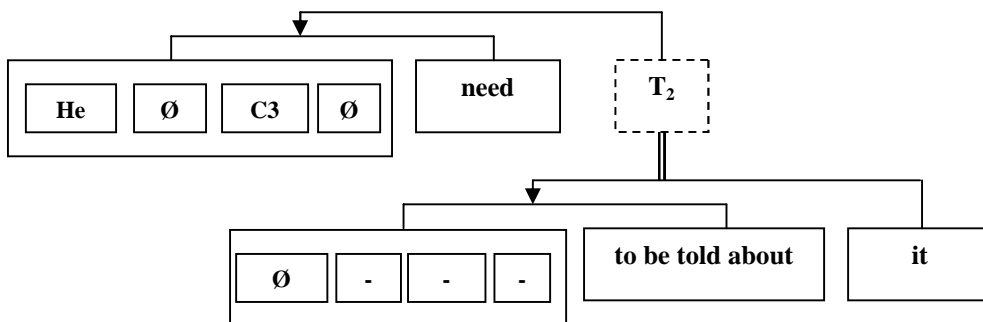 need
T₂
He Ø C3 Ø
to be told about it
Ø - - -